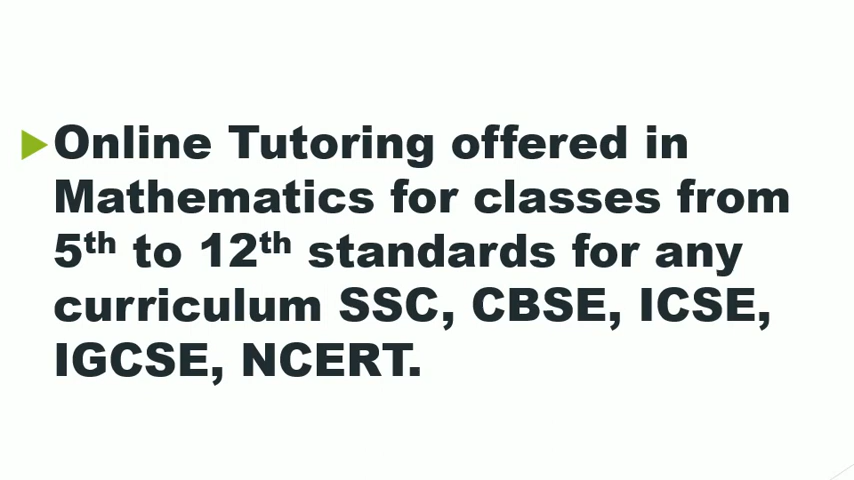 Online Tutoring offered in
Mathematics for classes from
5th to 12th standards for any
curriculum SSC, CBSE, ICSE,
IGCSE, NCERT.